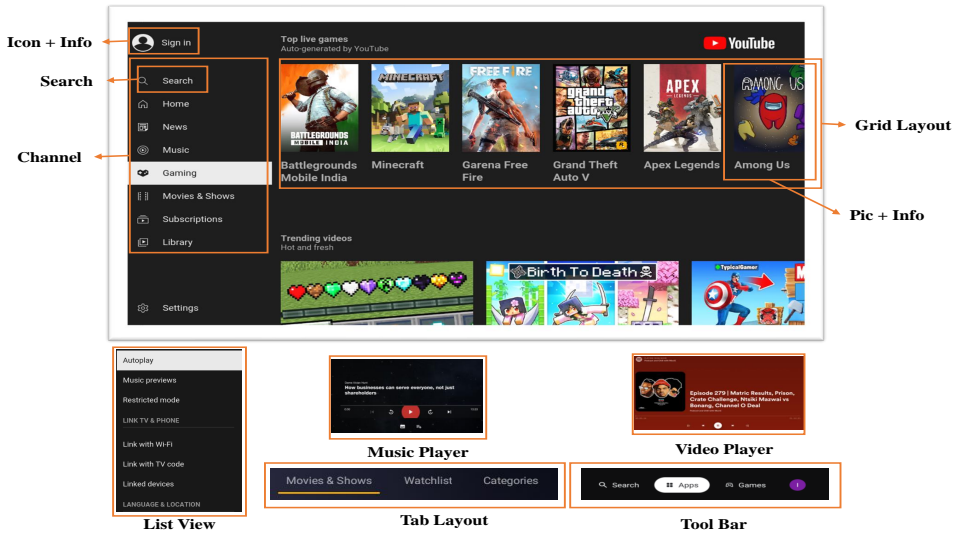 Icon + Info
Search
Channel
Sign in
Search
Home
News
Music
Gaming
Movies & Shows
Subscriptions
Library
Settings
Top live games
Auto-generated by YouTube
YouTube
BATTLEGROUNDS
MOBILE INDIA
MINECRAFT
FREE FIRE
grand
theft
auto
APEX
LEGENDS
AMONG US
Battlegrounds
Mobile India
Minecraft
Garena Free
Fire
Grand Theft
Auto V
Apex Legends
Among Us
Grid Layout
Pic + Info
Trending videos
Hot and fresh
Birth To Death
TypicalGamer
Autoplay
Music previews
Restricted mode
LINK TV & PHONE
Link with Wi-Fi
Link with TV code
Linked devices
LANGUAGE & LOCATION
List View
How businesses can serve everyone, not just
shareholders
Music Player
Episode 279 | Matric Results, Prison,
Crate Challenge, Ntsiki Mazwai vs
Bonang, Channel O Deal
Video Player
Movies & Shows Watchlist Categories
Tab Layout
Search Apps Games
Tool Bar